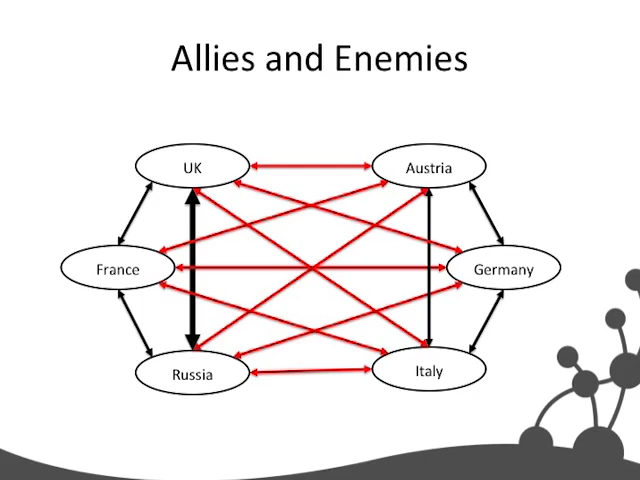 Allies and Enemies
UK
Austria
France
Germany
Russia
Italy